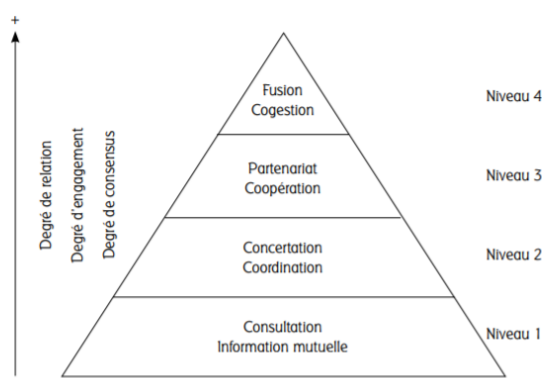 +
Fusion
Cogestion
Niveau 4
Partenariat
Coopération
Niveau 3
Concertation
Coordination
Niveau 2
Consultation
Information mutuelle
Niveau 1
Degré de relation
Degré d'engagement
Degré de consensus